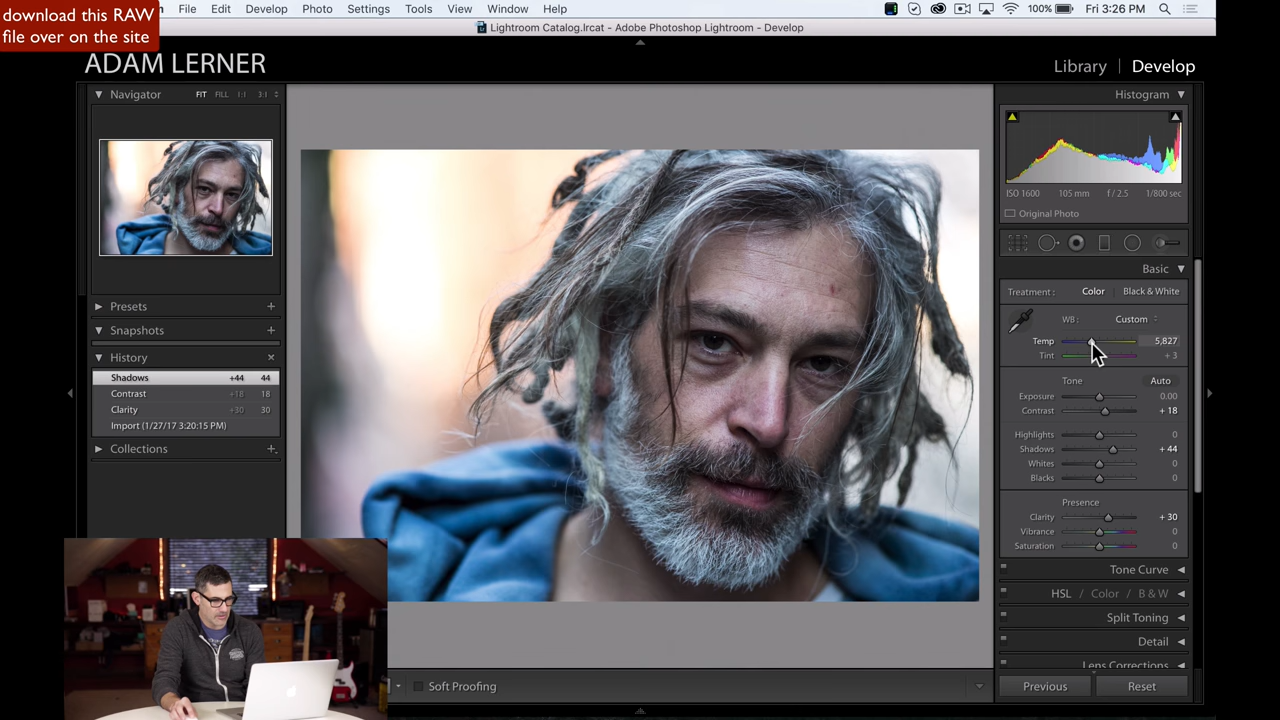 download this RAW
file over on the site
File Edit Develop Photo Settings Tools View Window Help
100% Fri 3:26 PM
Lightroom Catalog.lrcat - Adobe Photoshop Lightroom - Develop
ADAM LERNER
Library | Develop
Navigator FIT FILL 1:1 3:1
Presets +
Snapshots +
History ×
Shadows +44 44
Contrast +18 18
Clarity +30 30
Import (1/27/17 3:20:15 PM)
Collections +
Histogram
ISO 1600 105 mm f / 2.5 1/800 sec
Original Photo
Basic
Treatment : Color Black & White
WB : Custom
Temp 5,827
Tint + 3
Tone Auto
Exposure 0.00
Contrast + 18
Highlights 0
Shadows + 44
Whites 0
Blacks 0
Presence
Clarity + 30
Vibrance 0
Saturation 0
Tone Curve
HSL / Color / B & W
Split Toning
Detail
Lens Corrections
Previous Reset
Soft Proofing